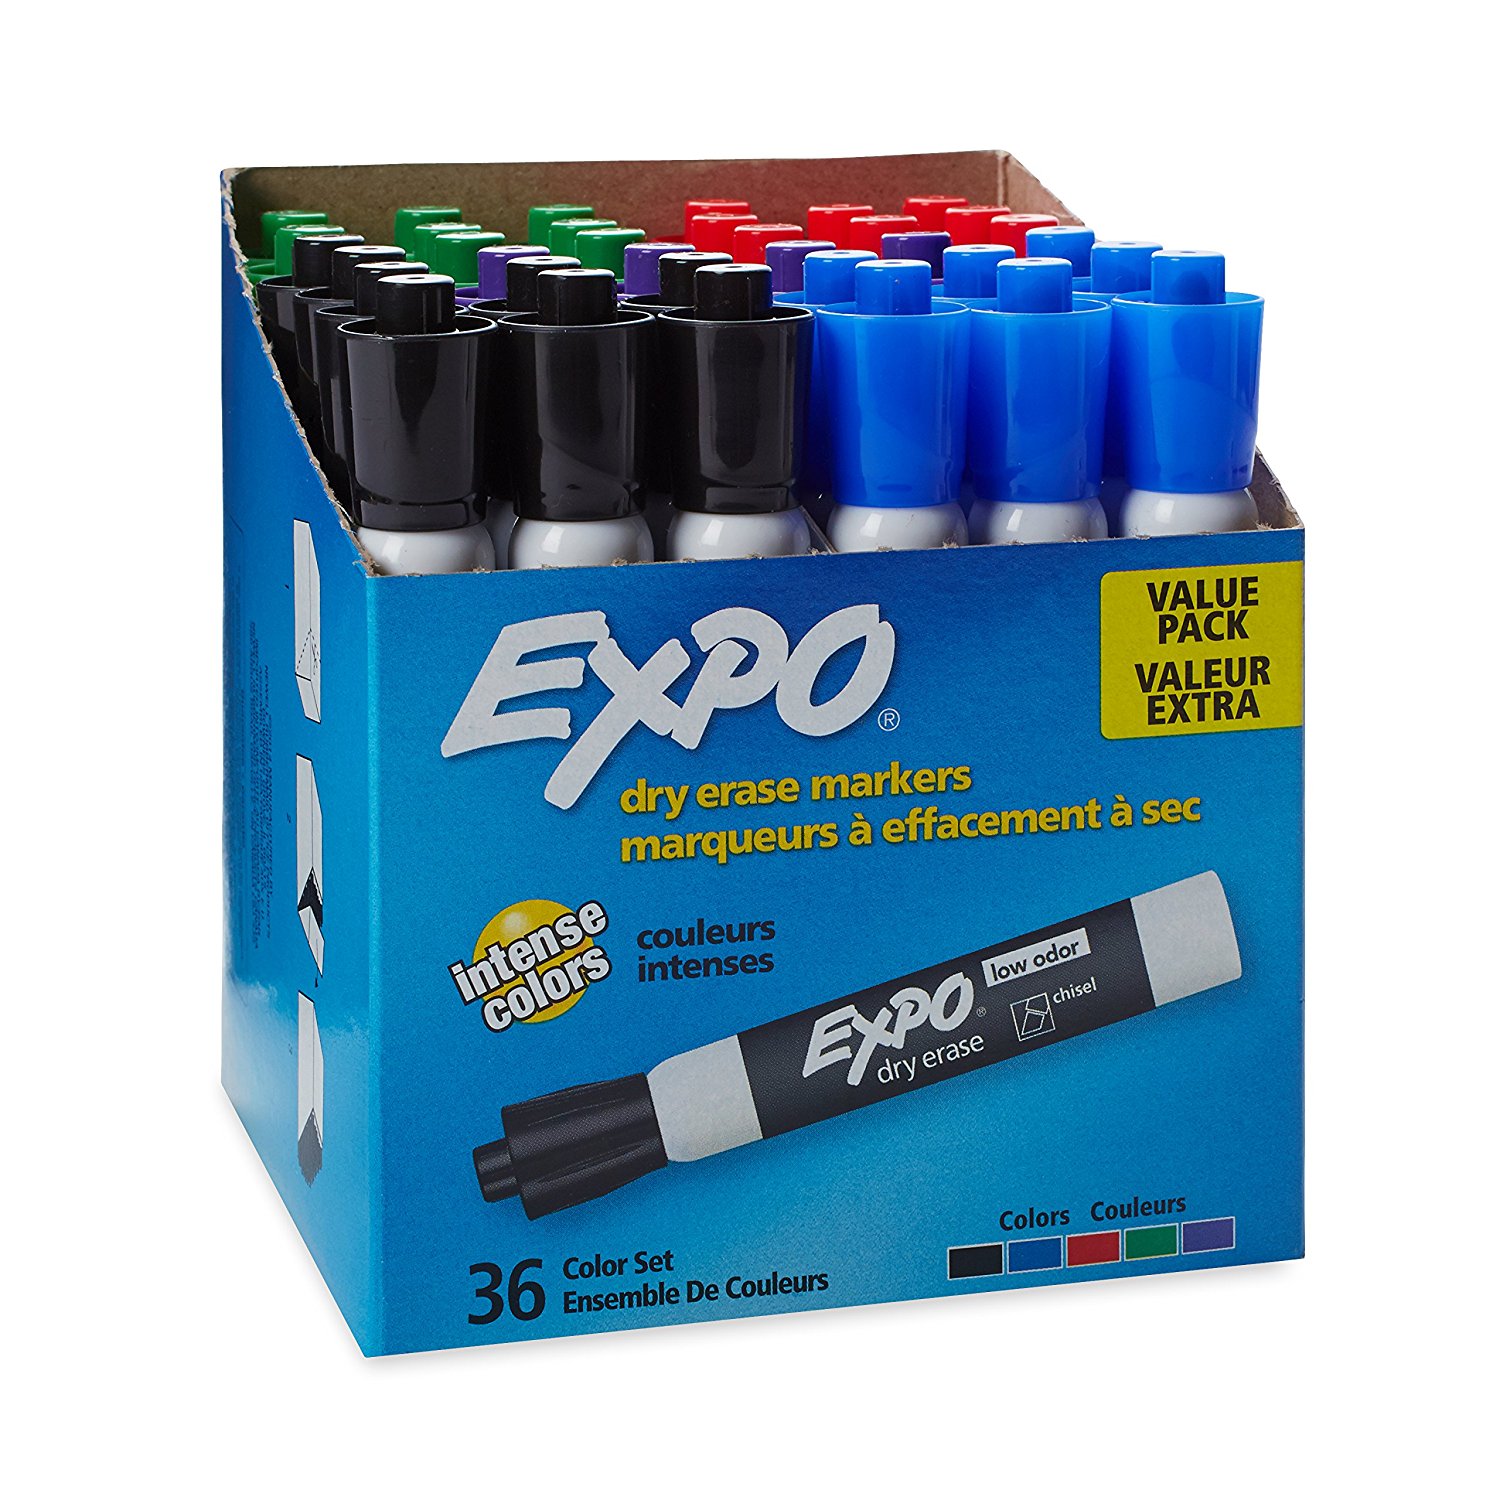 EXPO®
VALUE
PACK
VALEUR
EXTRA
dry erase markers
marqueurs à effacement à sec
intense
colors
couleurs
intenses
EXPO®
dry erase
low odor
chisel
Colors Couleurs
36 Color Set
Ensemble De Couleurs